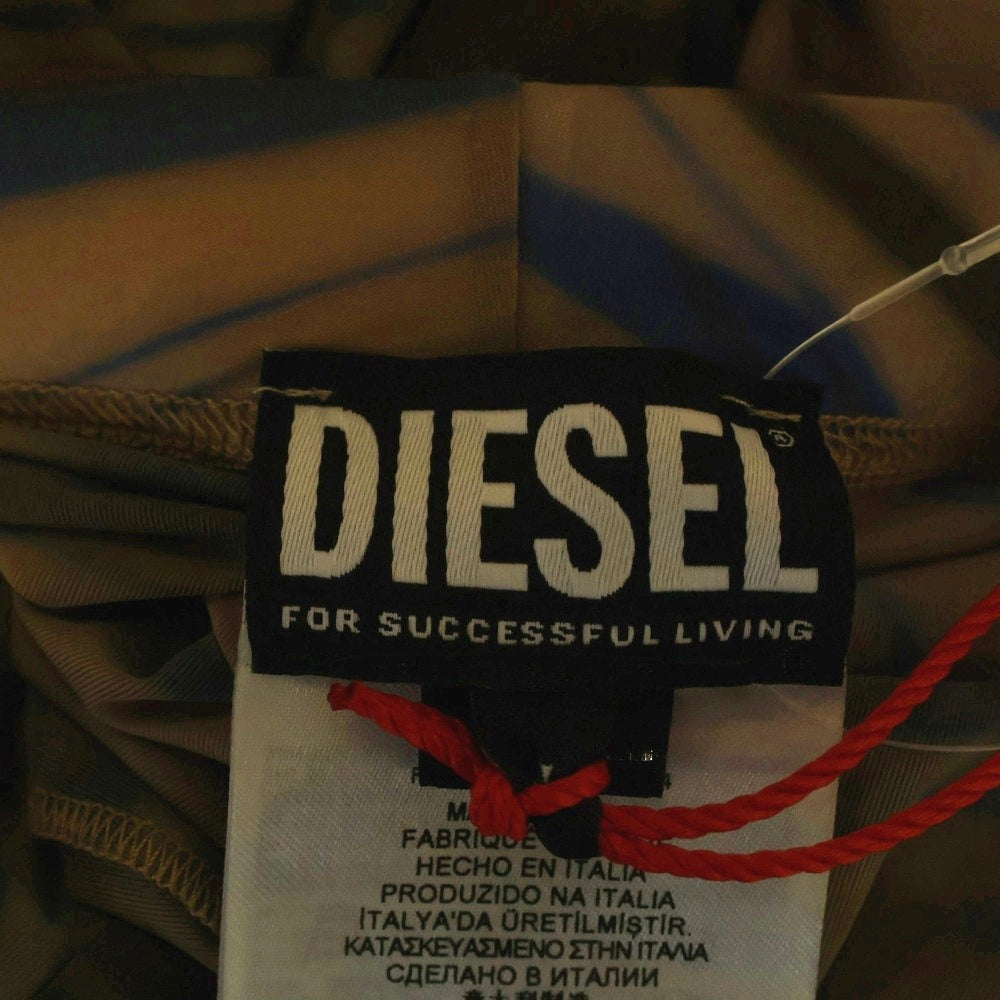 DIESEL®
FOR SUCCESSFUL LIVING
HECHO EN ITALIA
PRODUZIDO NA ITALIA
İTALYA'DA ÜRETİLMİŞTİR.
ΚΑΤΑΣΚΕΥΑΣΜΕΝΟ ΣΤΗΝ ΙΤΑΛΙΑ
СДЕЛАНО В ИТАЛИИ